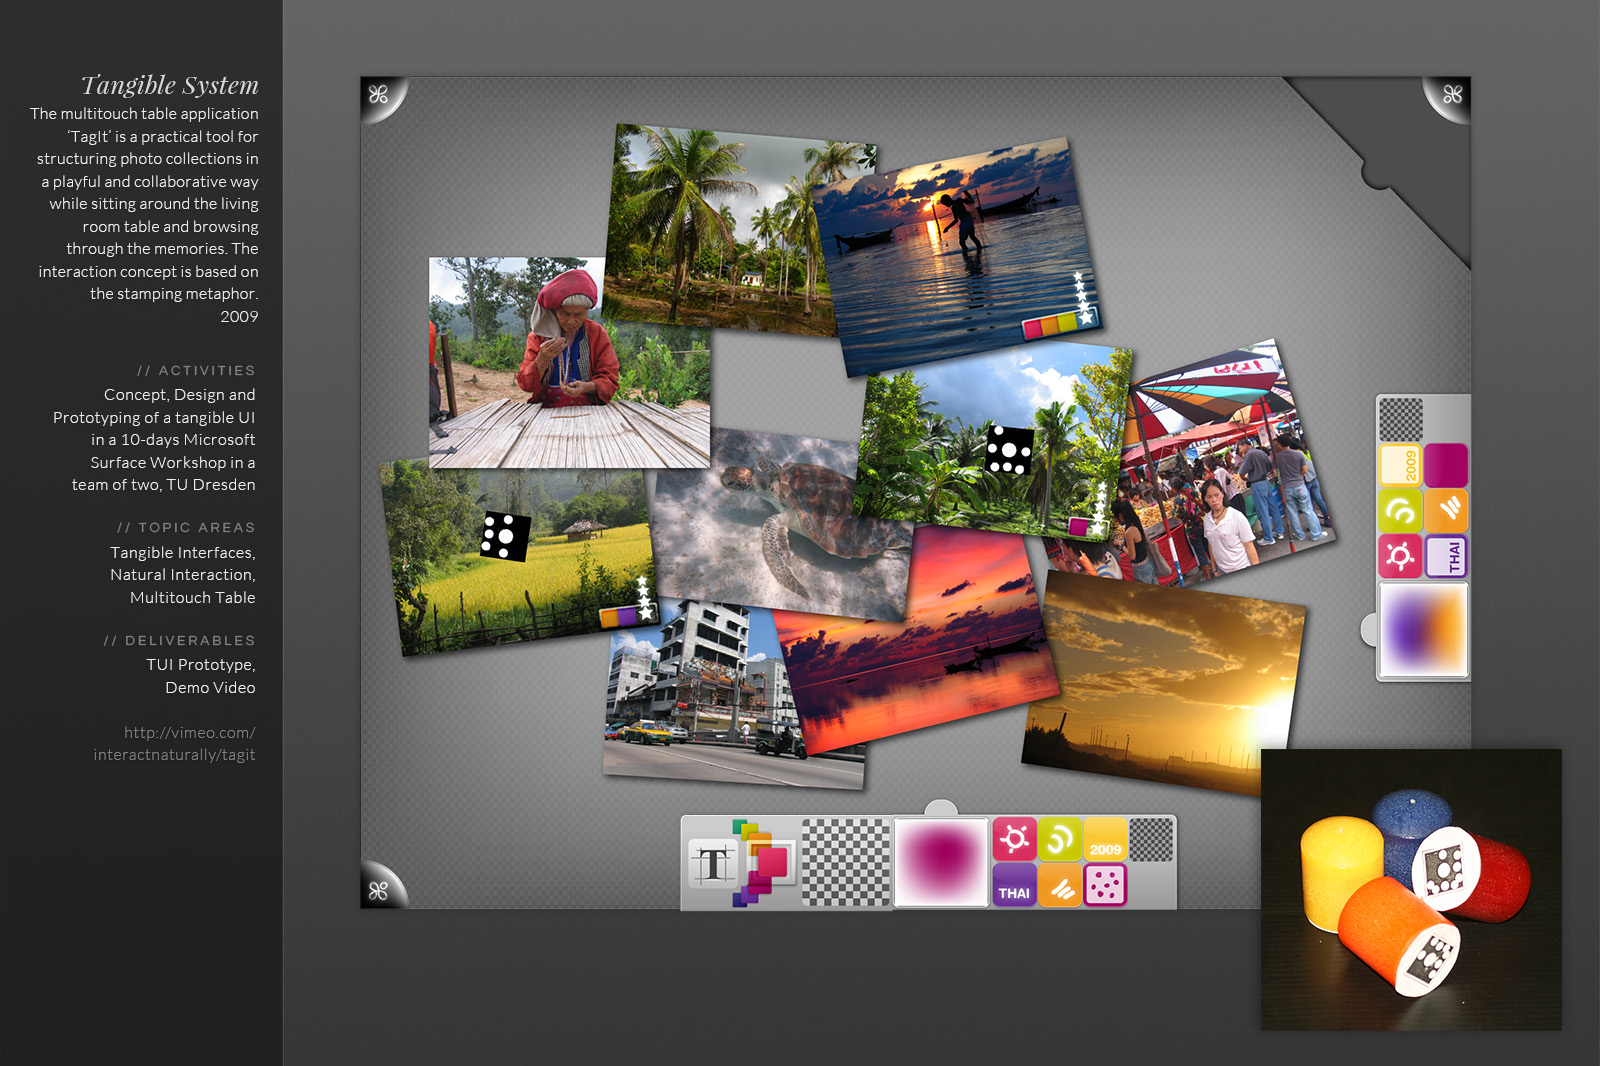 Tangible System
The multitouch table application
‘TagIt’ is a practical tool for
structuring photo collections in
a playful and collaborative way
while sitting around the living
room table and browsing
through the memories. The
interaction concept is based on
the stamping metaphor.
2009
// ACTIVITIES
Concept, Design and
Prototyping of a tangible UI
in a 10-days Microsoft
Surface Workshop in a
team of two, TU Dresden
// TOPIC AREAS
Tangible Interfaces,
Natural Interaction,
Multitouch Table
// DELIVERABLES
TUI Prototype,
Demo Video
http://vimeo.com/
interactnaturally/tagit
2009
THAI
T
2009
THAI